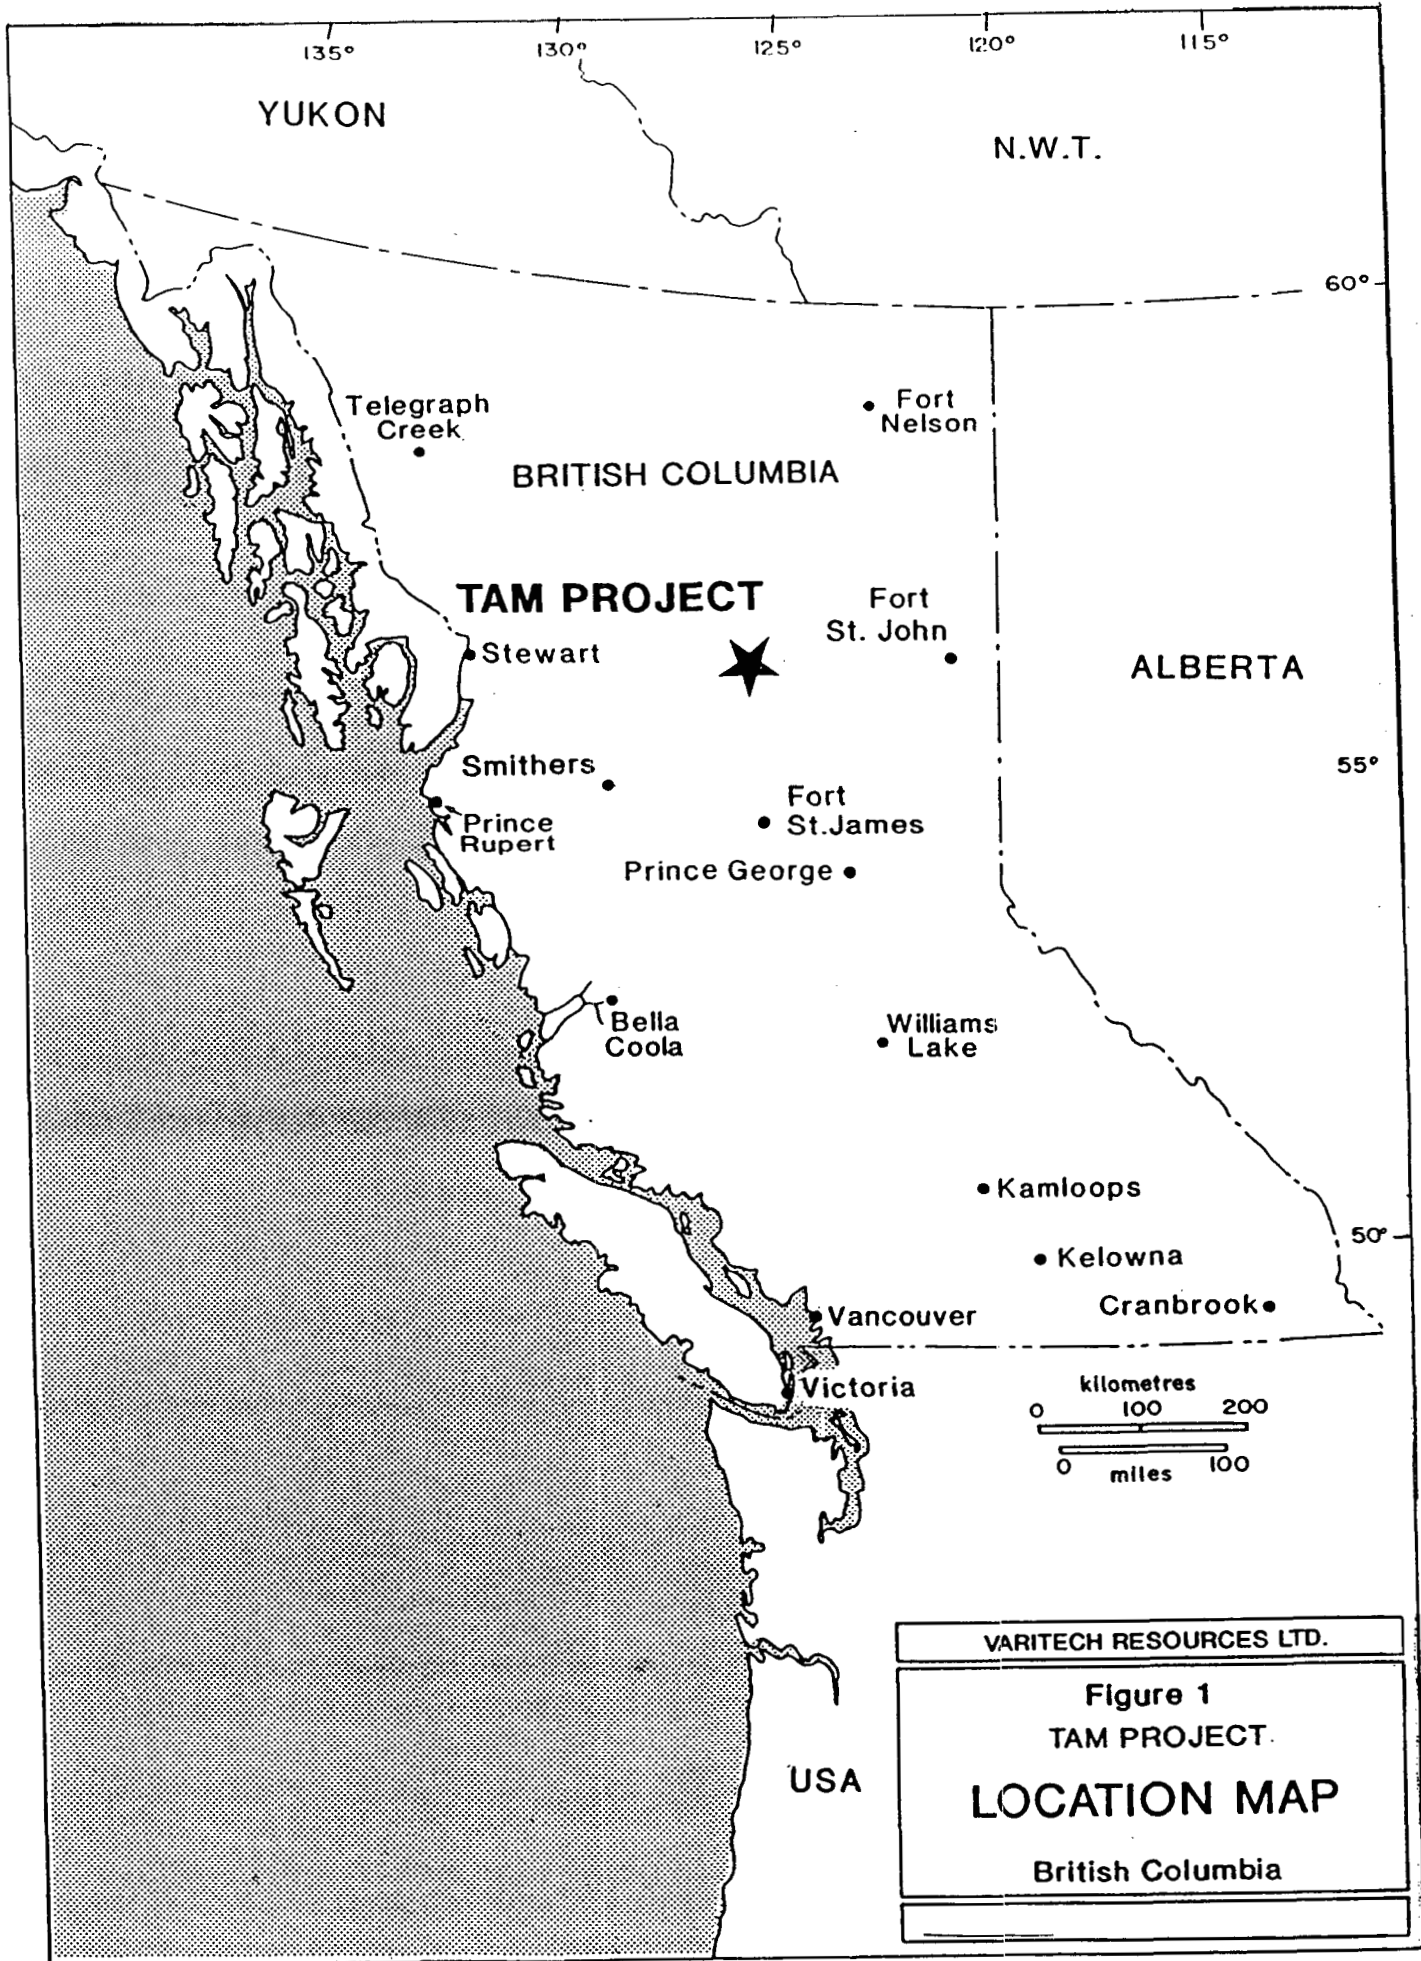 135° 130° 125° 120° 115°
YUKON
N.W.T.
60°
Telegraph
Creek
Fort
Nelson
BRITISH COLUMBIA
TAM PROJECT
Fort
St. John
Stewart
ALBERTA
Smithers
55°
Prince
Rupert
Fort
St.James
Prince George
Bella
Coola
Williams
Lake
Kamloops
50°
Kelowna
Cranbrook
Vancouver
Victoria
kilometres
0 100 200
0 miles 100
VARITECH RESOURCES LTD.
Figure 1
TAM PROJECT
USA
LOCATION MAP
British Columbia